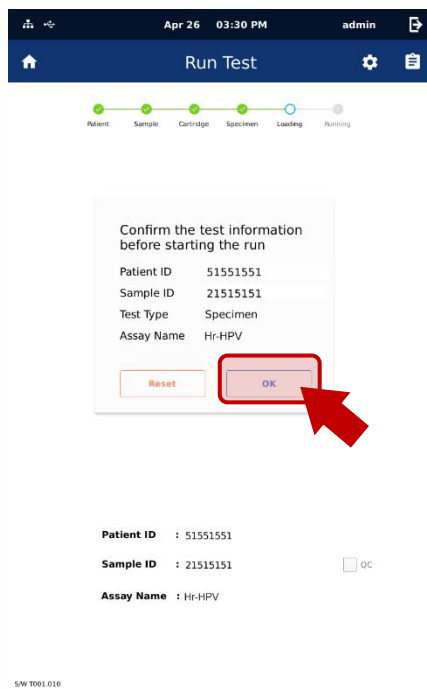 Apr 26 03:30 PM admin
Run Test
Patient Sample Cartridge Specimen Loading Running
Confirm the test information
before starting the run
Patient ID 51551551
Sample ID 21515151
Test Type Specimen
Assay Name Hr-HPV
Reset OK
Patient ID : 51551551
Sample ID : 21515151 QC
Assay Name : Hr-HPV
S/W T001.010